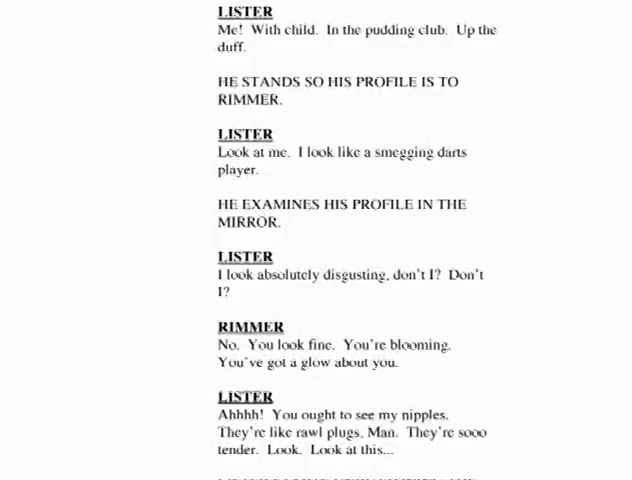 LISTER
Me!  With child.  In the pudding club.  Up the
duff.
HE STANDS SO HIS PROFILE IS TO
RIMMER.
LISTER
Look at me.  I look like a smegging darts
player.
HE EXAMINES HIS PROFILE IN THE
MIRROR.
LISTER
I look absolutely disgusting, don't I?  Don't
I?
RIMMER
No.  You look fine.  You're blooming.
You've got a glow about you.
LISTER
Ahhhh!  You ought to see my nipples.
They're like rawl plugs, Man.  They're sooo
tender.  Look.  Look at this...